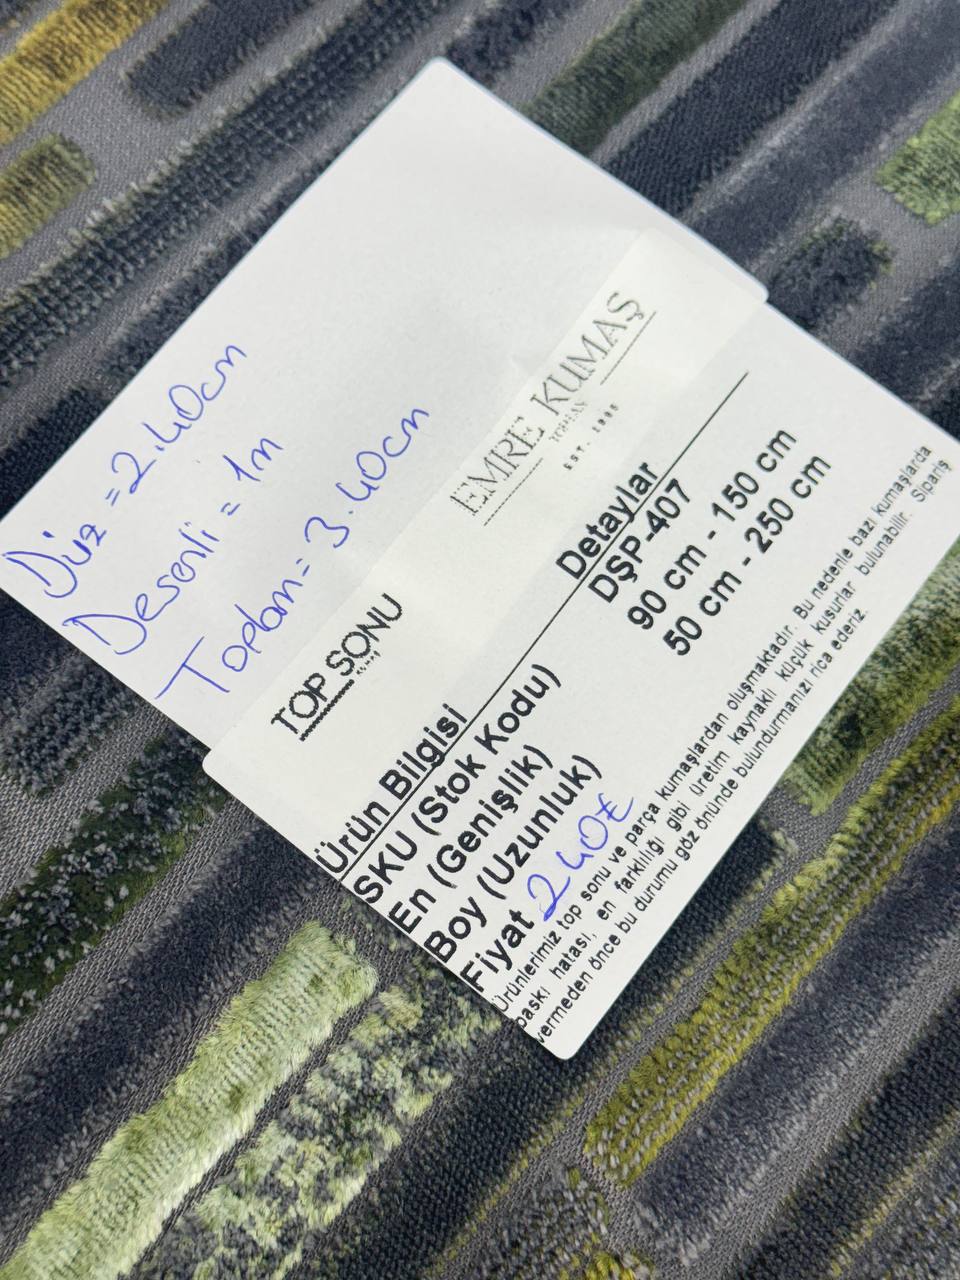 Düz = 2.40cm
Desenli = 1m
Toplam = 3.40cm
TOP SONU
EMRE KUMAŞ
TOPTAN
EST. 1995
Ürün Bilgisi Detaylar
SKU (Stok Kodu) DŞP-407
En (Genişlik) 90 cm - 150 cm
Boy (Uzunluk) 50 cm - 250 cm
Fiyat 240₺
Ürünlerimiz top sonu ve parça kumaşlardan oluşmaktadır. Bu nedenle bazı kumaşlarda
baskı hatası, en farklılığı gibi üretim kaynaklı küçük kusurlar bulunabilir. Sipariş
vermeden önce bu durumu göz önünde bulundurmanızı rica ederiz.